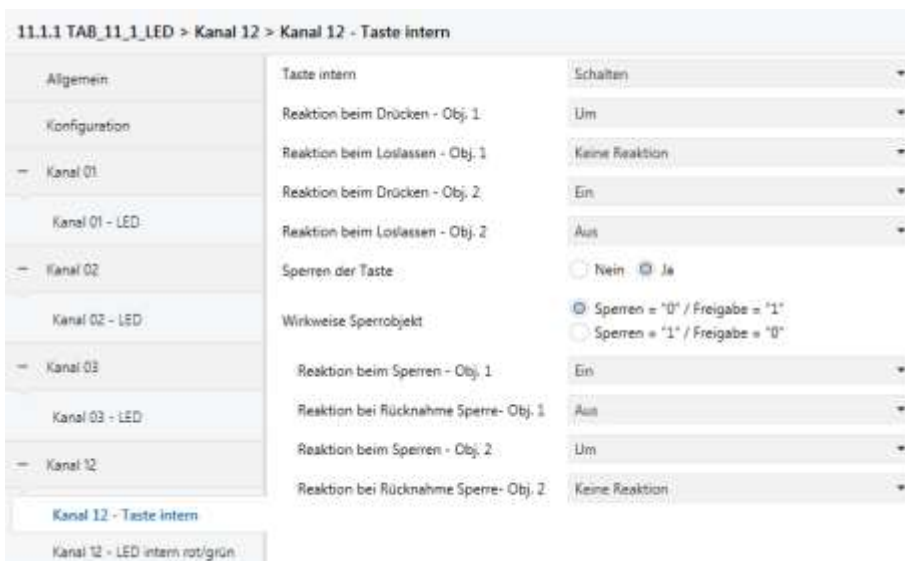 11.1.1 TAB_11_1_LED > Kanal 12 > Kanal 12 - Taste intern
Allgemein
Konfiguration
− Kanal 01
Kanal 01 - LED
− Kanal 02
Kanal 02 - LED
− Kanal 03
Kanal 03 - LED
− Kanal 12
Kanal 12 - Taste intern
Kanal 12 - LED intern rot/grün
Taste intern Schalten
Reaktion beim Drücken - Obj. 1 Um
Reaktion beim Loslassen - Obj. 1 Keine Reaktion
Reaktion beim Drücken - Obj. 2 Ein
Reaktion beim Loslassen - Obj. 2 Aus
Sperren der Taste Nein Ja
Wirkweise Sperrobjekt
Sperren = "0" / Freigabe = "1"
Sperren = "1" / Freigabe = "0"
Reaktion beim Sperren - Obj. 1 Ein
Reaktion bei Rücknahme Sperre- Obj. 1 Aus
Reaktion beim Sperren - Obj. 2 Um
Reaktion bei Rücknahme Sperre- Obj. 2 Keine Reaktion